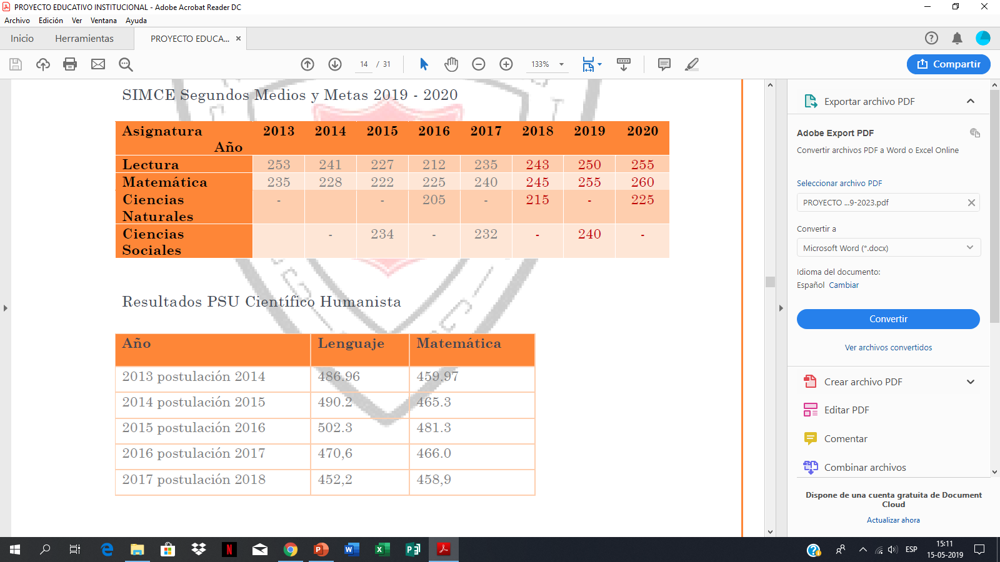 PROYECTO EDUCATIVO INSTITUCIONAL - Adobe Acrobat Reader DC
Archivo Edición Ver Ventana Ayuda
Inicio Herramientas PROYECTO EDUCA... ×
14 / 31 133% Compartir
SIMCE Segundos Medios y Metas 2019 - 2020
Asignatura Año 2013 2014 2015 2016 2017 2018 2019 2020
Lectura 253 241 227 212 235 243 250 255
Matemática 235 228 222 225 240 245 255 260
Ciencias Naturales - - 205 - 215 - 225
Ciencias Sociales - 234 - 232 - 240 -
Resultados PSU Científico Humanista
Año Lenguaje Matemática
2013 postulación 2014 486.96 459.97
2014 postulación 2015 490.2 465.3
2015 postulación 2016 502.3 481.3
2016 postulación 2017 470,6 466.0
2017 postulación 2018 452,2 458,9
Exportar archivo PDF
Adobe Export PDF
Convertir archivos PDF a Word o Excel Online
Seleccionar archivo PDF
PROYECTO ...9-2023.pdf
Convertir a
Microsoft Word (*.docx)
Idioma del documento:
Español Cambiar
Convertir
Ver archivos convertidos
Crear archivo PDF
Editar PDF
Comentar
Combinar archivos
Dispone de una cuenta gratuita de Document
Cloud
Actualizar ahora
ESP
15:11
15-05-2019